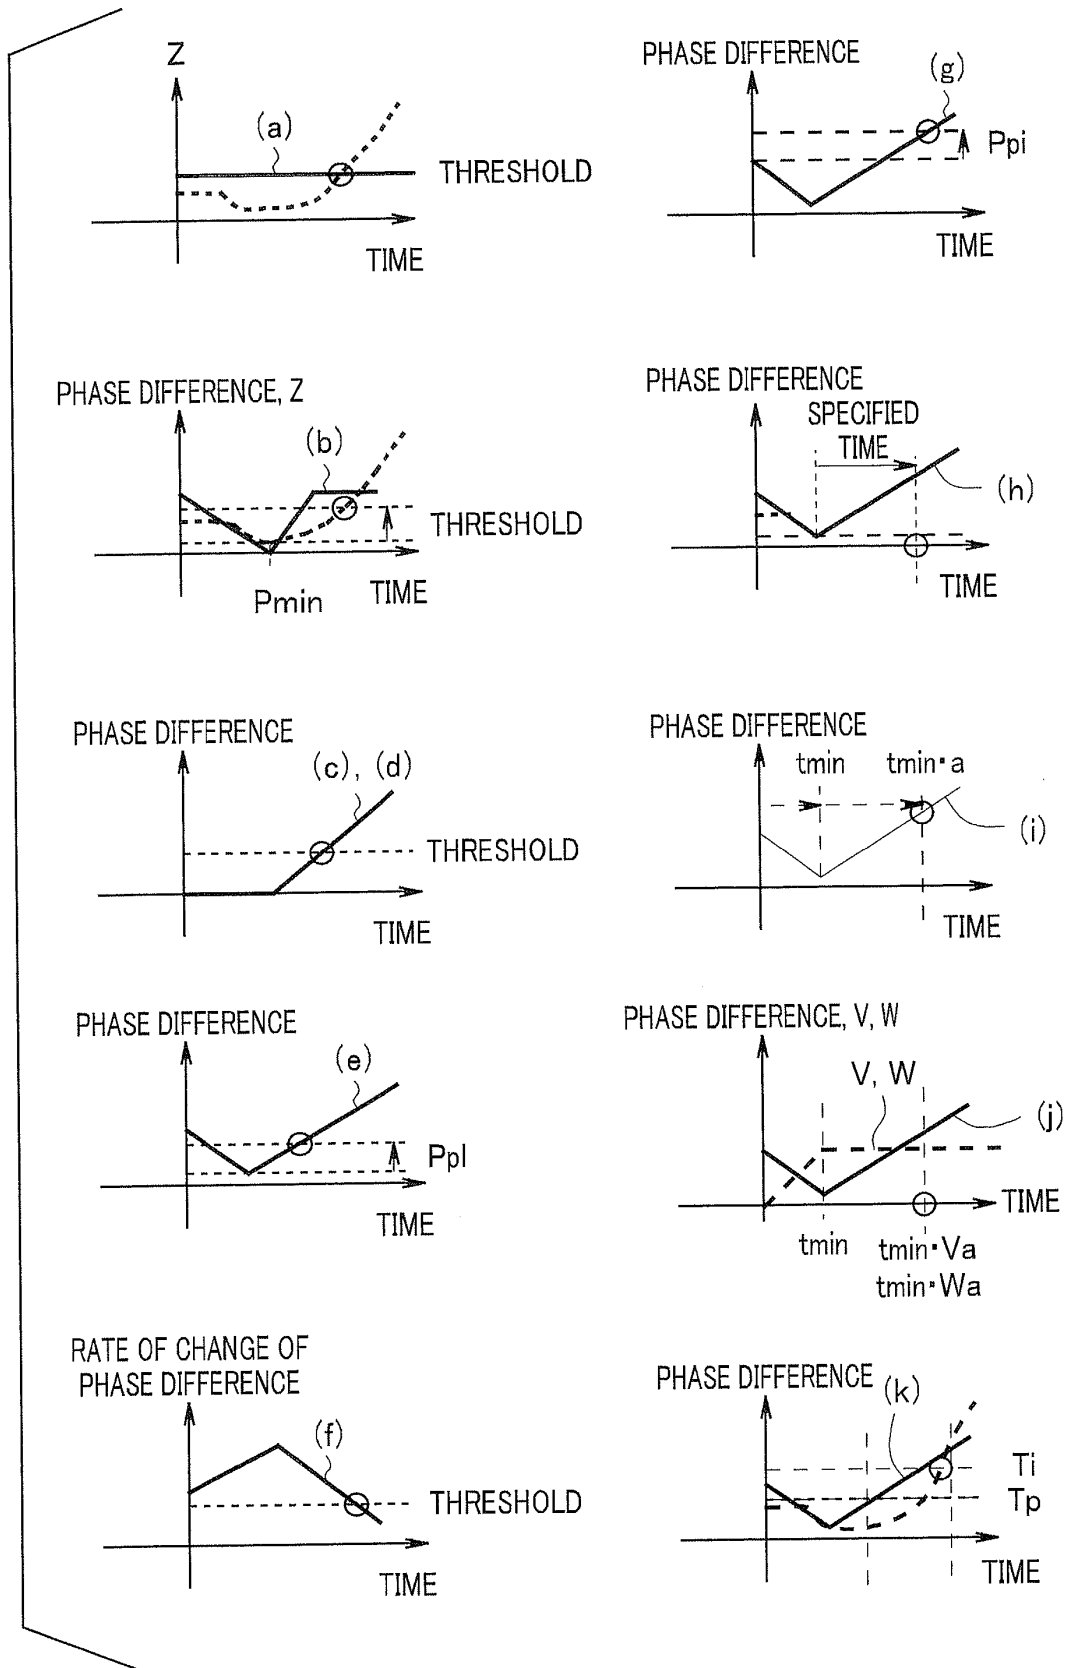 Z
(a)
THRESHOLD
TIME
PHASE DIFFERENCE, Z
(b)
THRESHOLD
Pmin
TIME
PHASE DIFFERENCE
(c), (d)
THRESHOLD
TIME
PHASE DIFFERENCE
(e)
Ppl
TIME
RATE OF CHANGE OF
PHASE DIFFERENCE
(f)
THRESHOLD
TIME
PHASE DIFFERENCE
(g)
Ppi
TIME
PHASE DIFFERENCE
SPECIFIED
TIME
(h)
TIME
PHASE DIFFERENCE
tmin tmin·a
(i)
TIME
PHASE DIFFERENCE, V, W
V, W
(j)
TIME
tmin tmin·Va
tmin·Wa
PHASE DIFFERENCE
(k)
Ti
Tp
TIME